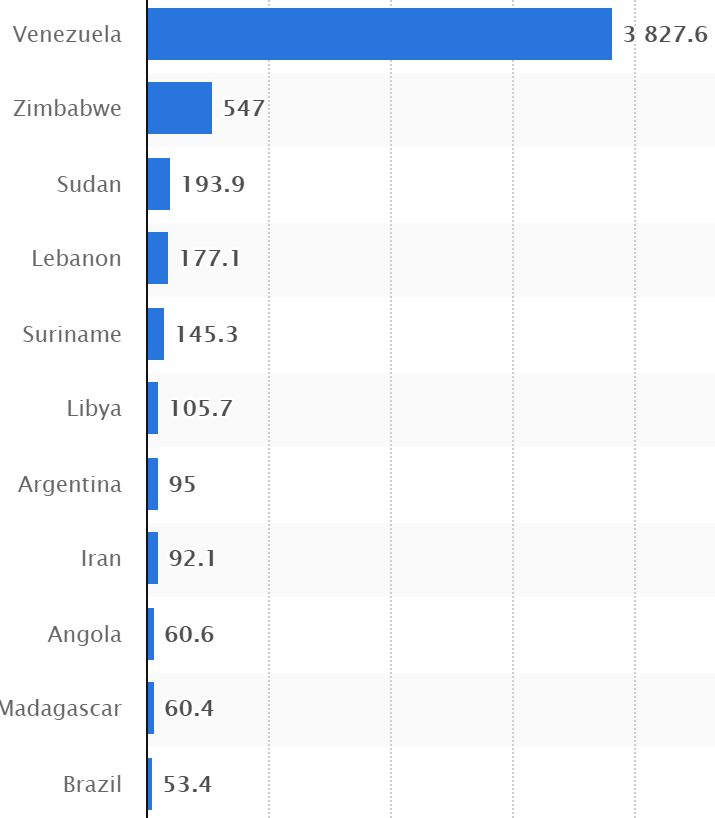 Venezuela 3 827.6
Zimbabwe 547
Sudan 193.9
Lebanon 177.1
Suriname 145.3
Libya 105.7
Argentina 95
Iran 92.1
Angola 60.6
Madagascar 60.4
Brazil 53.4